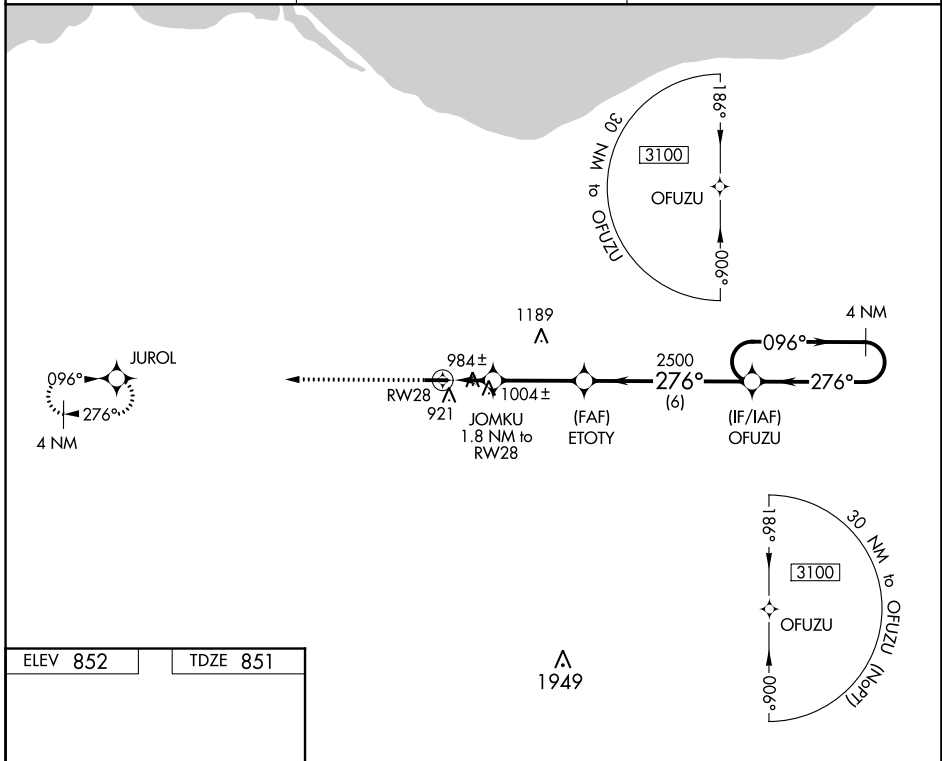 186°
30 NM to OFUZU
3100
OFUZU
006°
1189
4 NM
096°
JUROL
984±
2500
096°
276°
276°
RW28
1004±
(6)
276°
921
4 NM
JOMKU
1.8 NM to
RW28
(FAF)
ETOTY
(IF/IAF)
OFUZU
186°
30 NM to OFUZU (NoPT)
3100
OFUZU
006°
ELEV 852
TDZE 851
1949